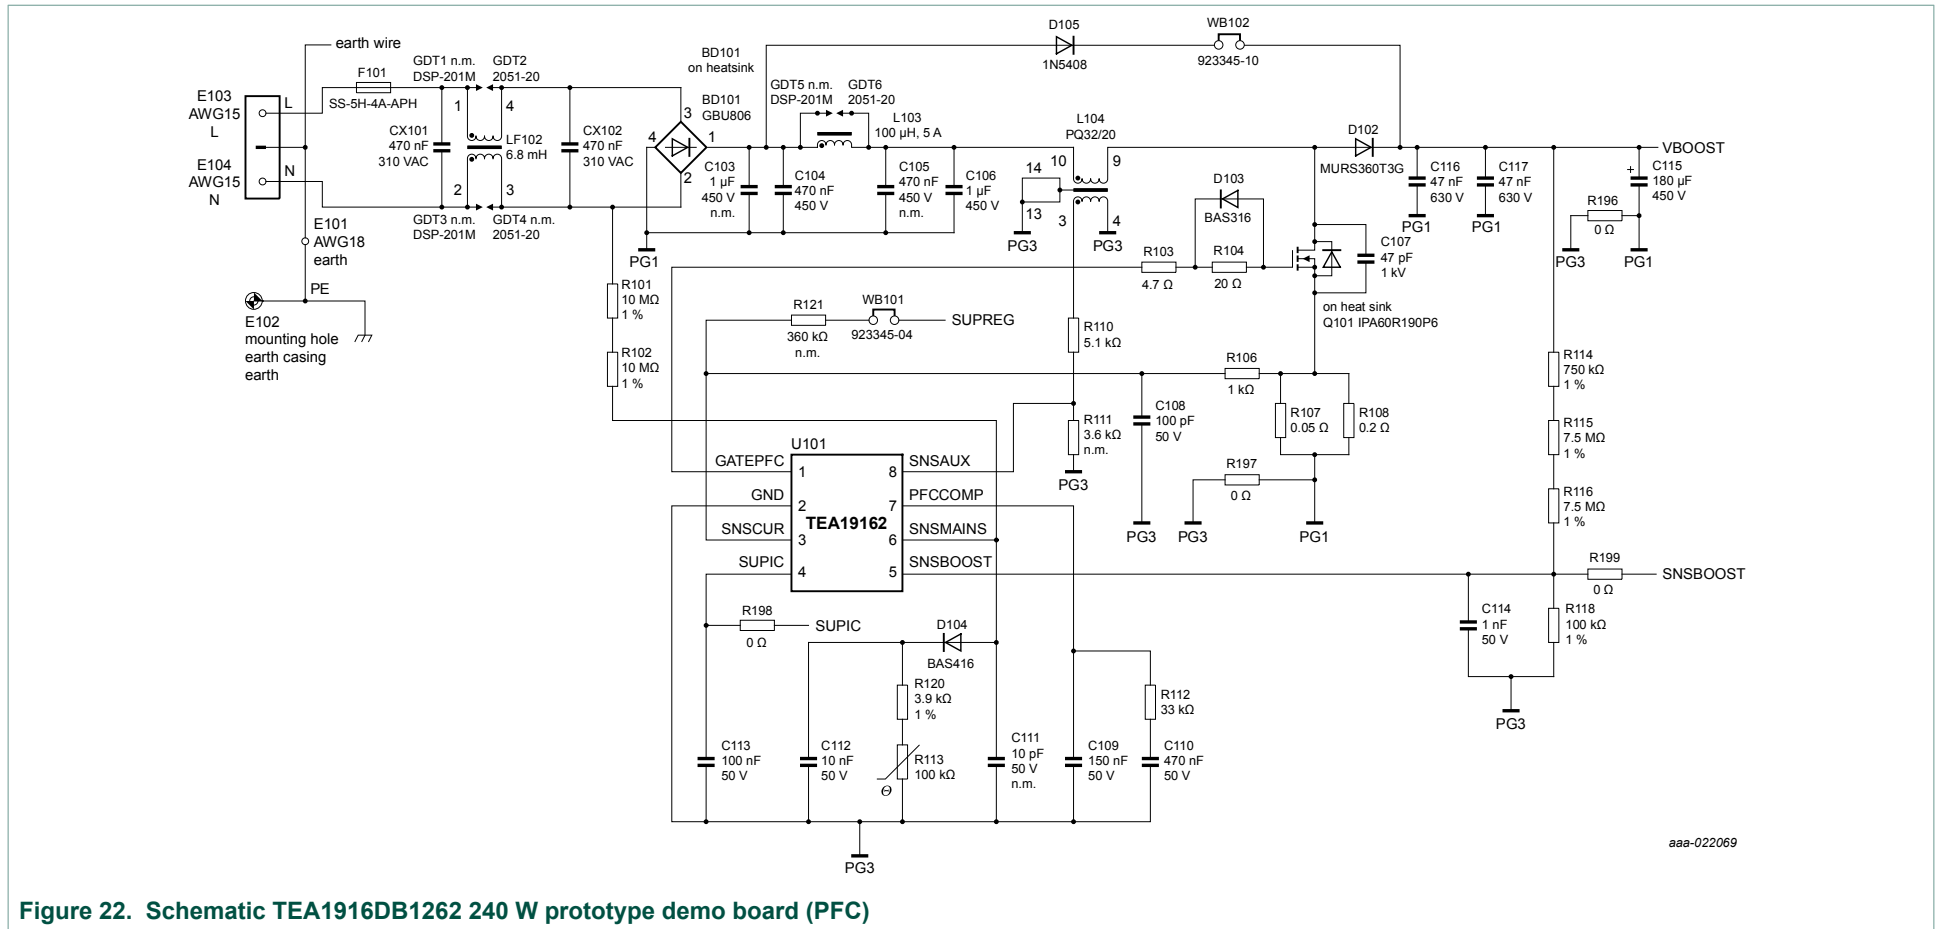 earth wire
E103
AWG15
L
L
E104
AWG15
N
N
F101
SS-5H-4A-APH
GDT1 n.m.
DSP-201M
GDT2
2051-20
1
4
CX101
470 nF
310 VAC
LF102
6.8 mH
CX102
470 nF
310 VAC
2
3
GDT3 n.m.
DSP-201M
GDT4 n.m.
2051-20
E101
AWG18
earth
PE
E102
mounting hole
earth casing
earth
BD101
on heatsink
BD101
GBU806
3
4
1
2
PG1
C103
1 µF
450 V
n.m.
C104
470 nF
450 V
GDT5 n.m.
DSP-201M
GDT6
2051-20
L103
100 µH, 5 A
C105
470 nF
450 V
n.m.
C106
1 µF
450 V
D105
1N5408
WB102
923345-10
L104
PQ32/20
10
9
14
13
3
4
PG3
PG3
D102
MURS360T3G
VBOOST
C116
47 nF
630 V
PG1
C117
47 nF
630 V
PG1
+
C115
180 µF
450 V
R196
0 Ω
PG3
PG1
D103
BAS316
R103
4.7 Ω
R104
20 Ω
C107
47 pF
1 kV
on heat sink
Q101 IPA60R190P6
R101
10 MΩ
1 %
R102
10 MΩ
1 %
R121
360 kΩ
n.m.
WB101
923345-04
SUPREG
R110
5.1 kΩ
R111
3.6 kΩ
n.m.
PG3
R106
1 kΩ
C108
100 pF
50 V
PG3
R107
0.05 Ω
R108
0.2 Ω
R197
0 Ω
PG3
PG1
R114
750 kΩ
1 %
R115
7.5 MΩ
1 %
R116
7.5 MΩ
1 %
U101
TEA19162
GATEPFC
1
GND
2
SNSCUR
3
SUPIC
4
SNSAUX
8
PFCCOMP
7
SNSMAINS
6
SNSBOOST
5
R199
0 Ω
SNSBOOST
C114
1 nF
50 V
R118
100 kΩ
1 %
PG3
R198
0 Ω
SUPIC
D104
BAS416
R120
3.9 kΩ
1 %
R113
100 kΩ
Θ
C113
100 nF
50 V
C112
10 nF
50 V
C111
10 pF
50 V
n.m.
C109
150 nF
50 V
R112
33 kΩ
C110
470 nF
50 V
PG3
aaa-022069
Figure 22. Schematic TEA1916DB1262 240 W prototype demo board (PFC)